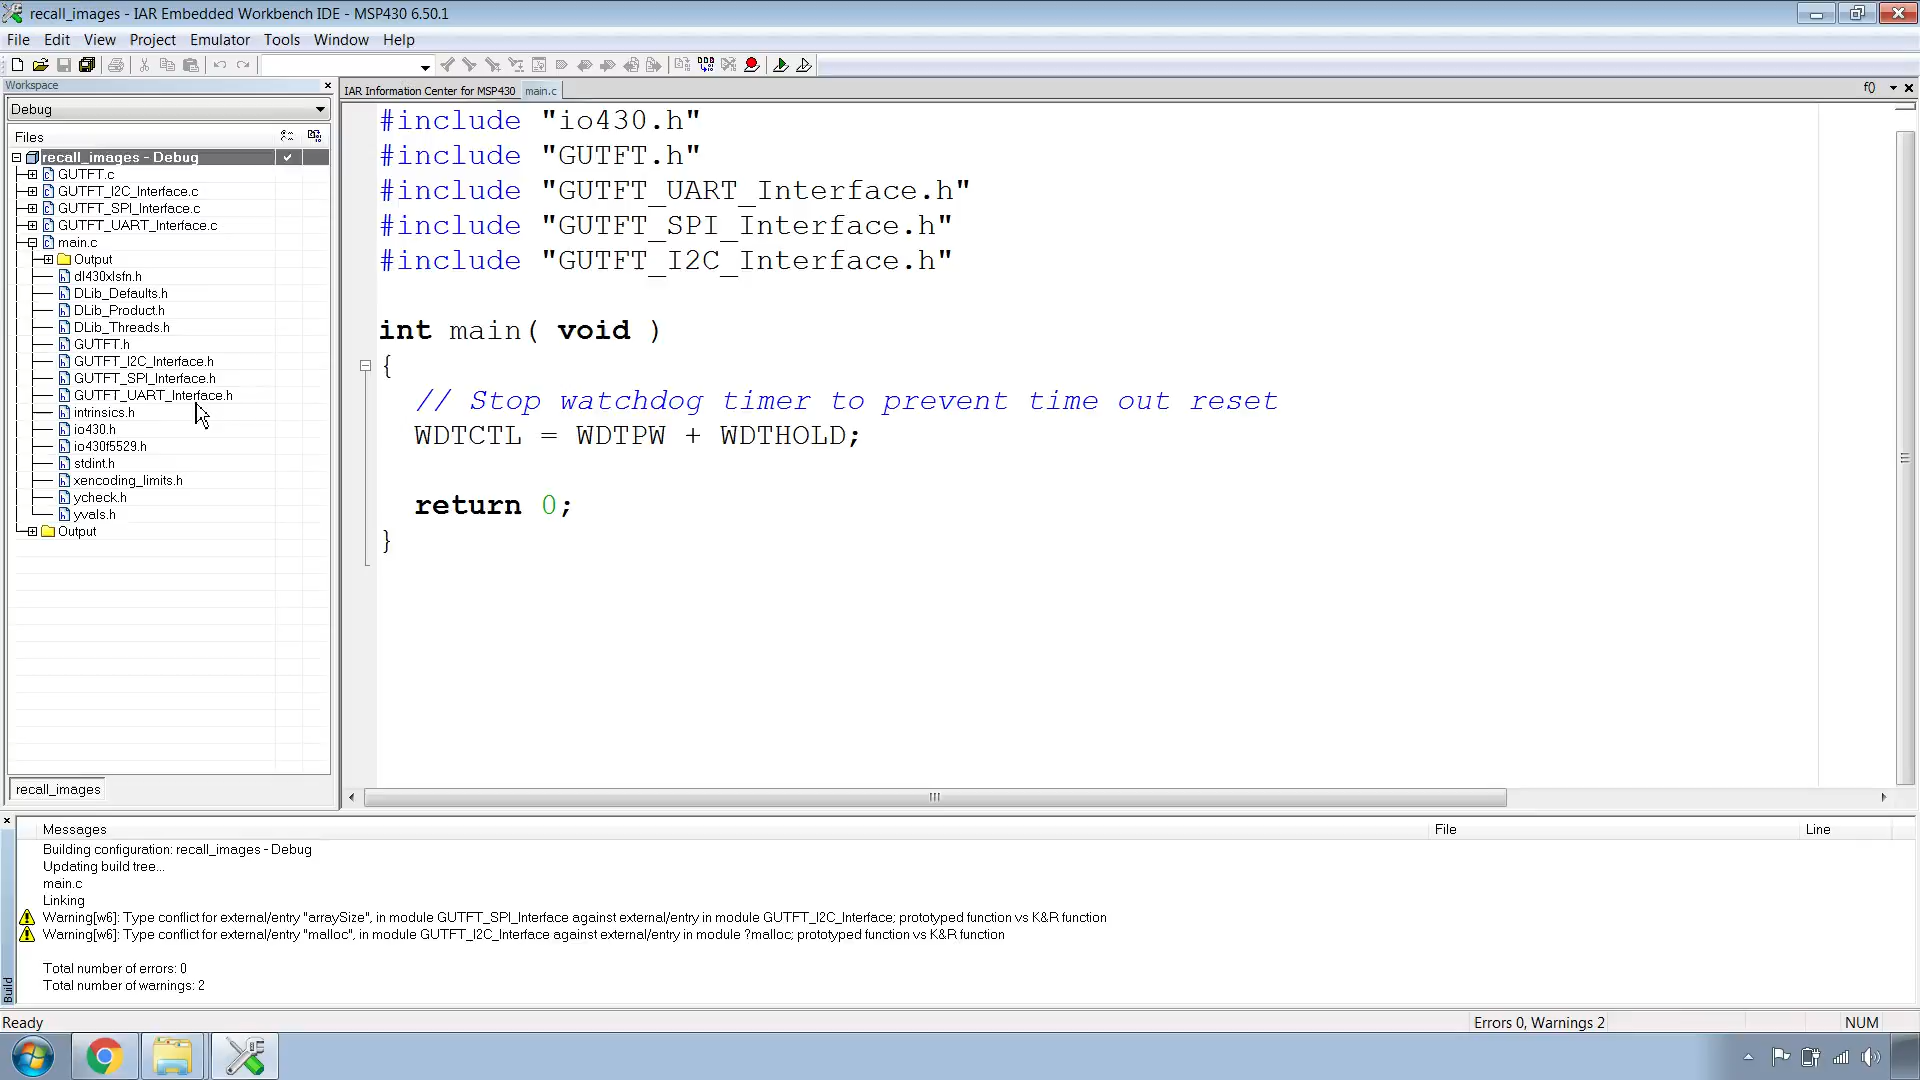 recall_images - IAR Embedded Workbench IDE - MSP430 6.50.1
File Edit View Project Emulator Tools Window Help
Workspace
IAR Information Center for MSP430 main.c f()
Debug
Files
recall_images - Debug
GUTFT.c
GUTFT_I2C_Interface.c
GUTFT_SPI_Interface.c
GUTFT_UART_Interface.c
main.c
Output
dl430xlsfn.h
DLib_Defaults.h
DLib_Product.h
DLib_Threads.h
GUTFT.h
GUTFT_I2C_Interface.h
GUTFT_SPI_Interface.h
GUTFT_UART_Interface.h
intrinsics.h
io430.h
io430f5529.h
stdint.h
xencoding_limits.h
ycheck.h
yvals.h
Output
recall_images
#include "io430.h"
#include "GUTFT.h"
#include "GUTFT_UART_Interface.h"
#include "GUTFT_SPI_Interface.h"
#include "GUTFT_I2C_Interface.h"
int main( void )
{
// Stop watchdog timer to prevent time out reset
WDTCTL = WDTPW + WDTHOLD;
return 0;
}
Messages File Line
Building configuration: recall_images - Debug
Updating build tree...
main.c
Linking
Warning[w6]: Type conflict for external/entry "arraySize", in module GUTFT_SPI_Interface against external/entry in module GUTFT_I2C_Interface; prototyped function vs K&R function
Warning[w6]: Type conflict for external/entry "malloc", in module GUTFT_I2C_Interface against external/entry in module ?malloc; prototyped function vs K&R function
Total number of errors: 0
Total number of warnings: 2
Build
Ready Errors 0, Warnings 2 NUM